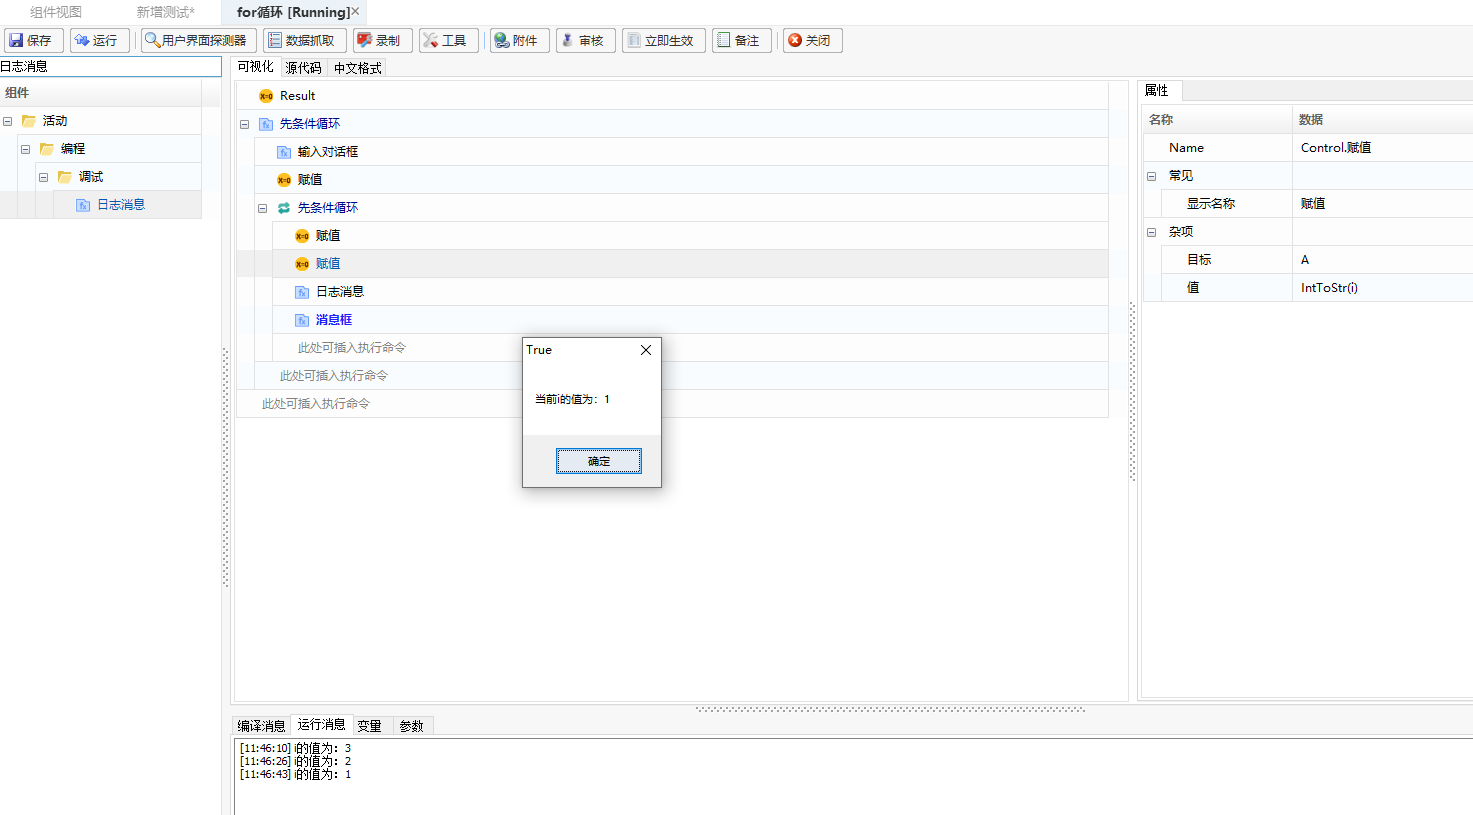 组件视图 新增测试* for循环 [Running]
保存 运行 用户界面探测器 数据抓取 录制 工具 附件 审核 立即生效 备注 关闭
日志消息
组件
活动
编程
调试
日志消息
可视化 源代码 中文格式
Result
先条件循环
输入对话框
赋值
先条件循环
赋值
赋值
日志消息
消息框
此处可插入执行命令
此处可插入执行命令
此处可插入执行命令
True
当前i的值为：1
确定
属性
名称 数据
Name Control.赋值
常见
显示名称 赋值
杂项
目标 A
值 IntToStr(i)
编译消息 运行消息 变量 参数
[11:46:10] i的值为：3
[11:46:26] i的值为：2
[11:46:43] i的值为：1